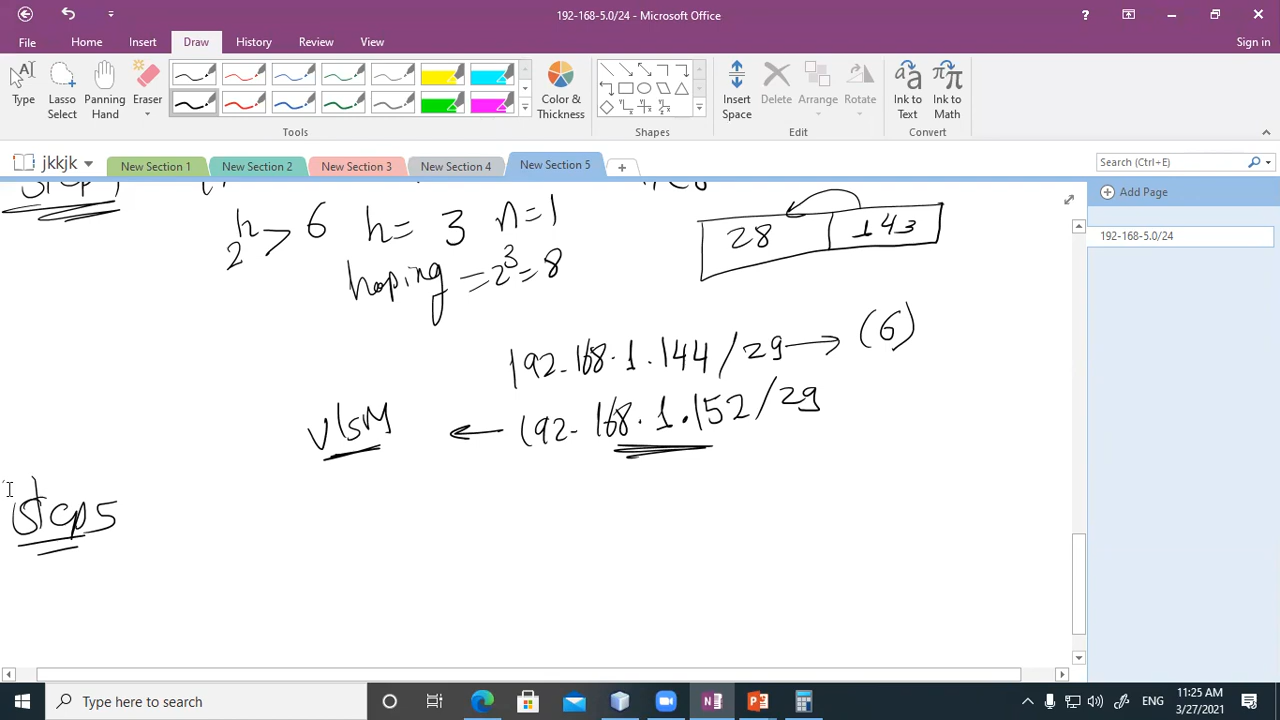 192-168-5.0/24 - Microsoft Office
?
File
Home
Insert
Draw
History
Review
View
Sign in
Type
Lasso Select
Panning Hand
Eraser
Color & Thickness
Insert Space
Delete
Arrange
Rotate
Ink to Text
Ink to Math
Tools
Shapes
Edit
Convert
jkkjk
New Section 1
New Section 2
New Section 3
New Section 4
New Section 5
Search (Ctrl+E)
Add Page
192-168-5.0/24
2^h > 6 h = 3 n=1
28 143
hoping = 2^3 = 8
192-168.1.144/29 → (6)
vlsM ← 192-168.1.152/29
Step5
Type here to search
ENG
11:25 AM
3/27/2021